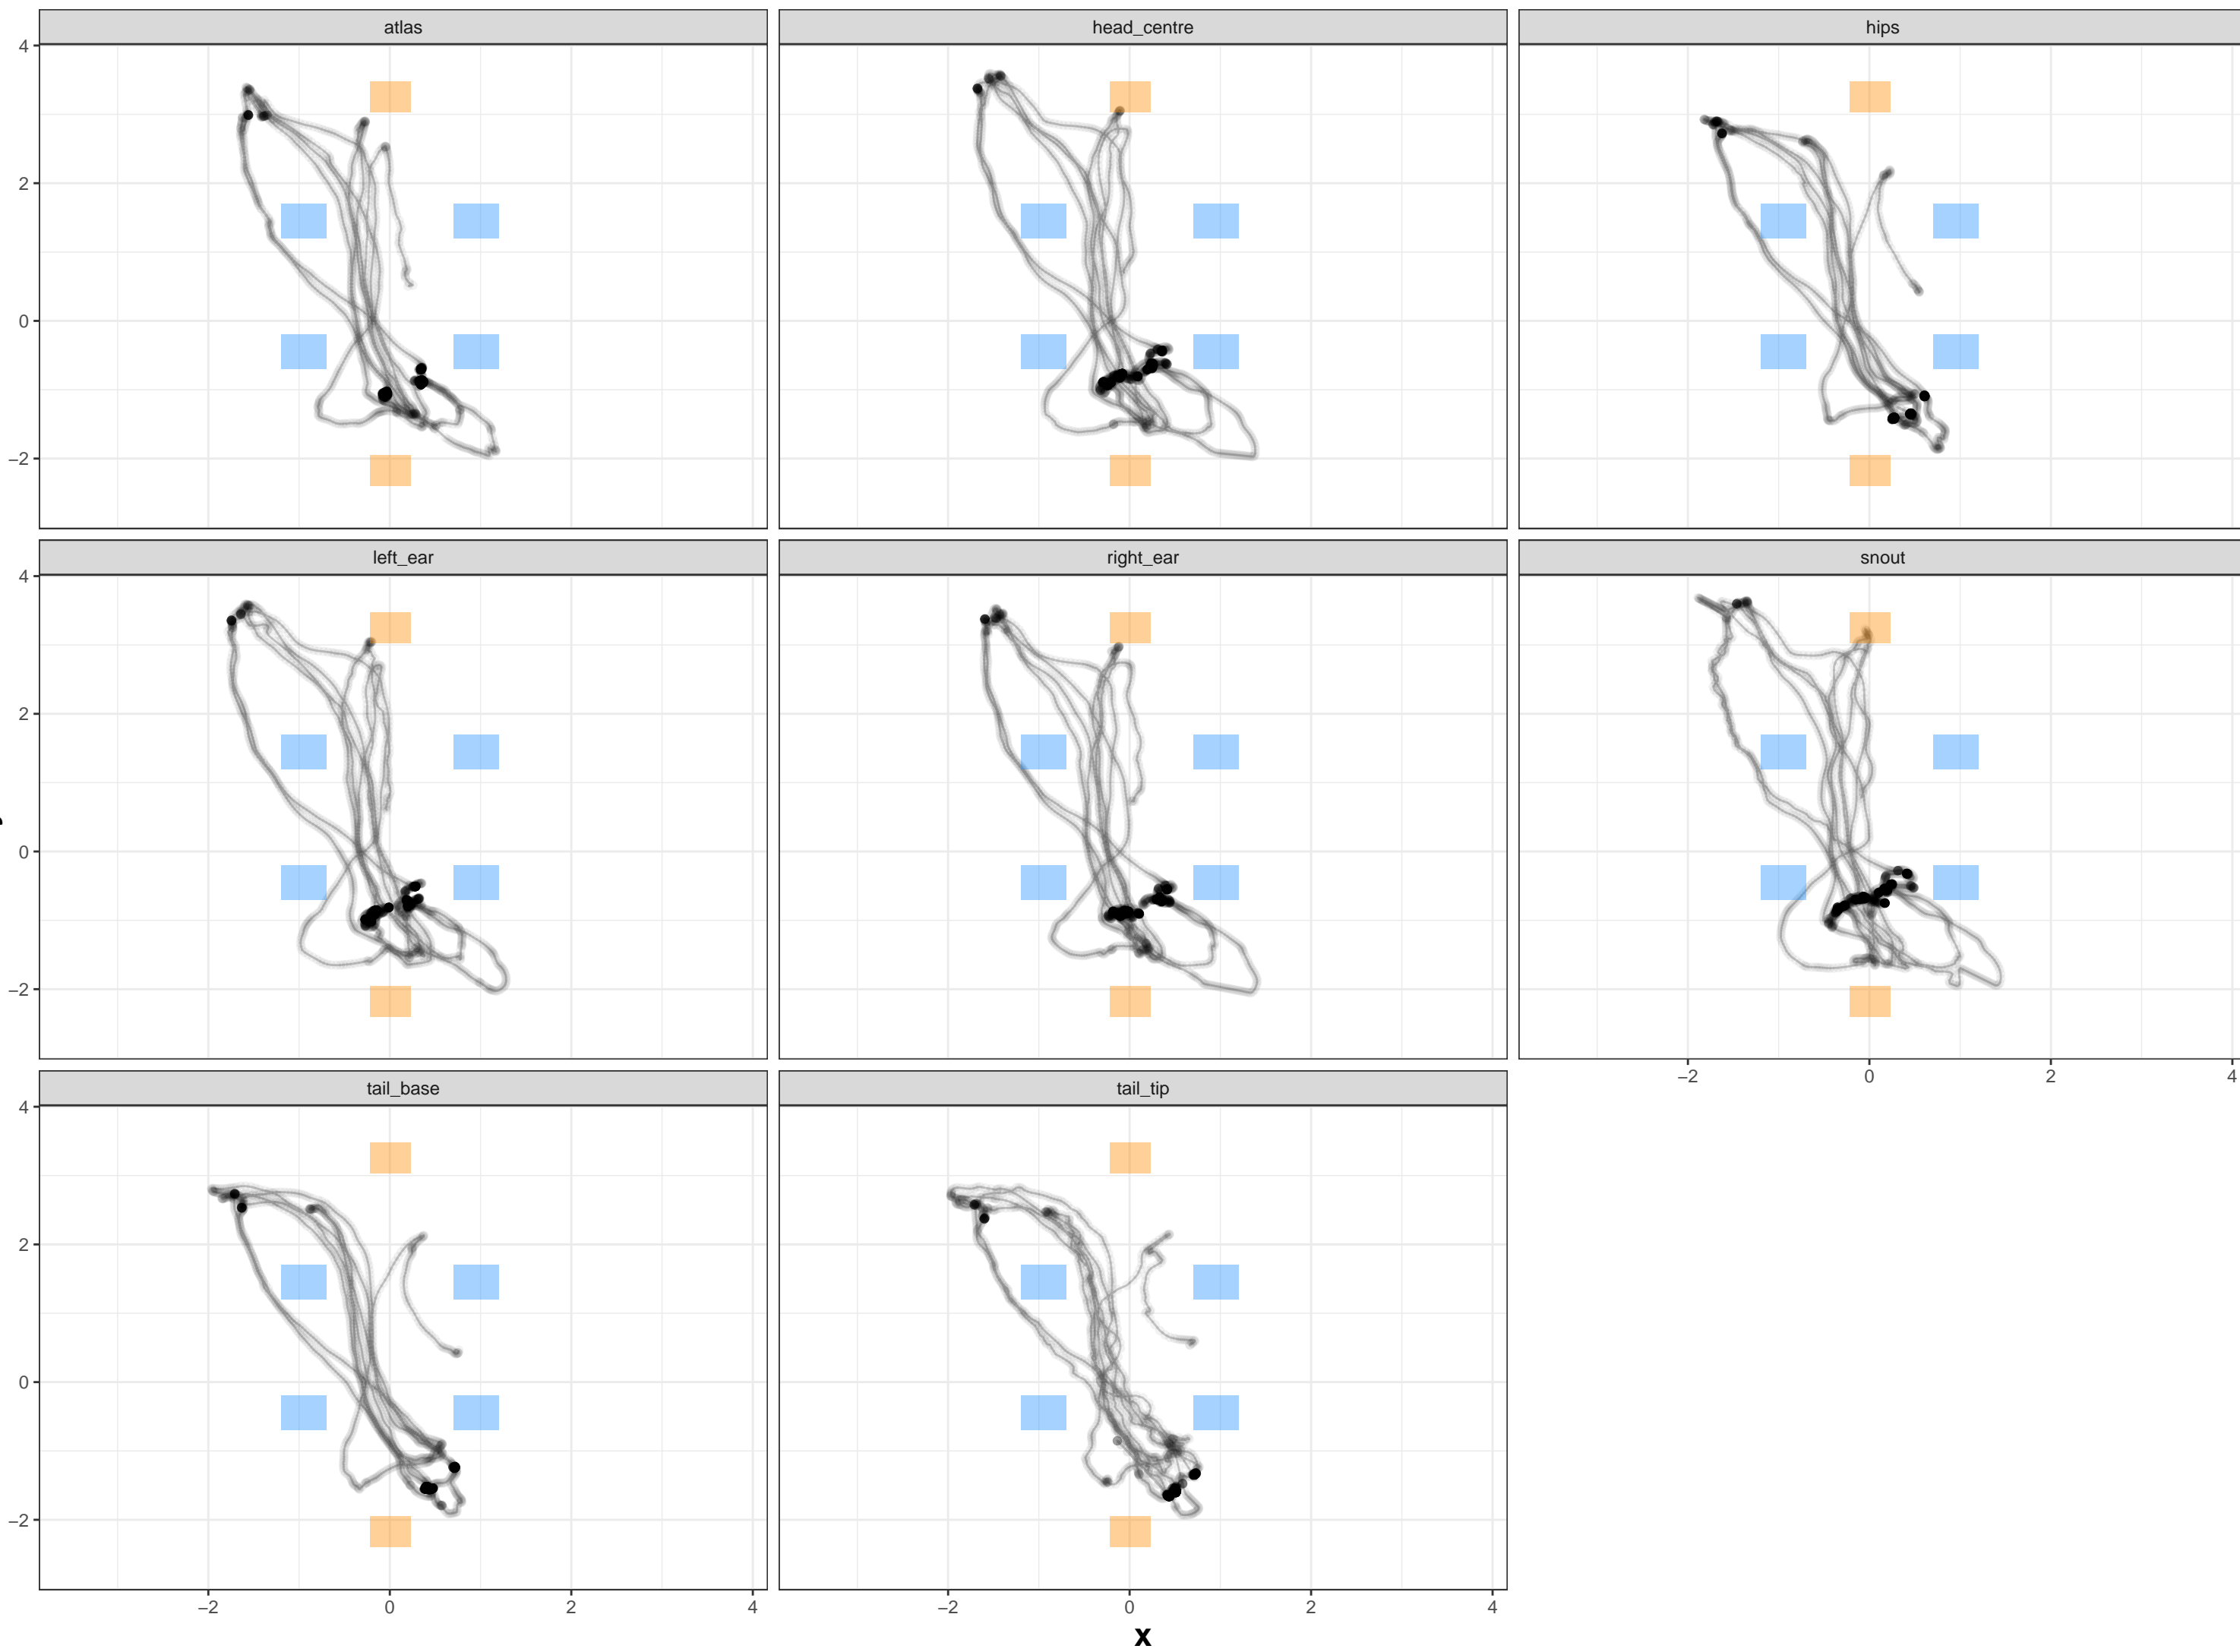 atlas head_centre hips
4
2
0
−2
left_ear right_ear snout
4
2
0
−2
−2 0 2 4
tail_base tail_tip
4
2
0
−2
−2 0 2 4 −2 0 2 4
x